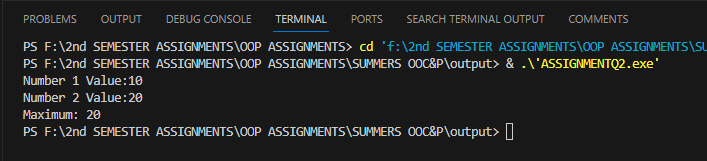 PROBLEMS OUTPUT DEBUG CONSOLE TERMINAL PORTS SEARCH TERMINAL OUTPUT COMMENTS
PS F:\2nd SEMESTER ASSIGNMENTS\OOP ASSIGNMENTS> cd 'f:\2nd SEMESTER ASSIGNMENTS\OOP ASSIGNMENTS\SU
PS F:\2nd SEMESTER ASSIGNMENTS\OOP ASSIGNMENTS\SUMMERS OOC&P\output> & .\'ASSIGNMENTQ2.exe'
Number 1 Value:10
Number 2 Value:20
Maximum: 20
PS F:\2nd SEMESTER ASSIGNMENTS\OOP ASSIGNMENTS\SUMMERS OOC&P\output>